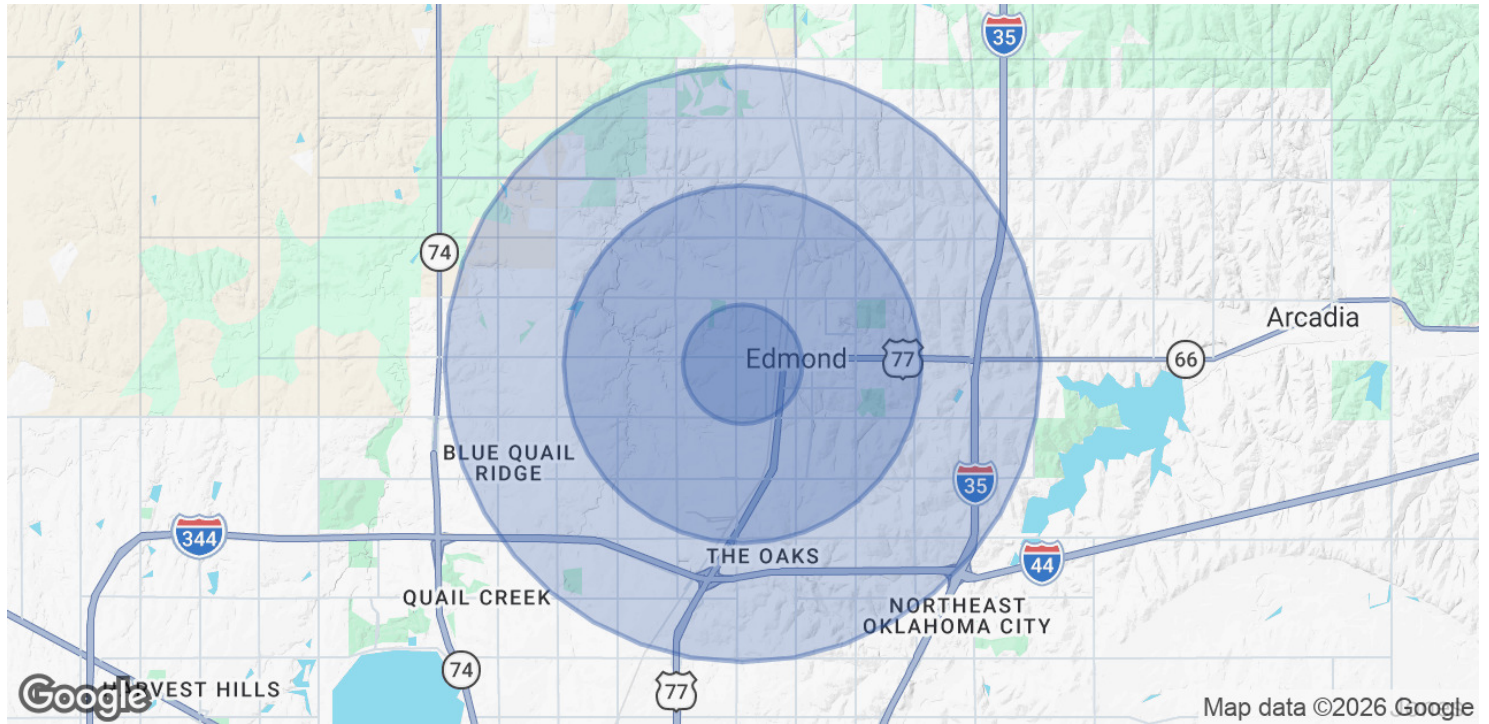 35
74
Arcadia
Edmond
77
66
BLUE QUAIL
RIDGE
35
344
THE OAKS
44
QUAIL CREEK
NORTHEAST
OKLAHOMA CITY
74
77
HARVEST HILLS
Google
Map data ©2026 Google